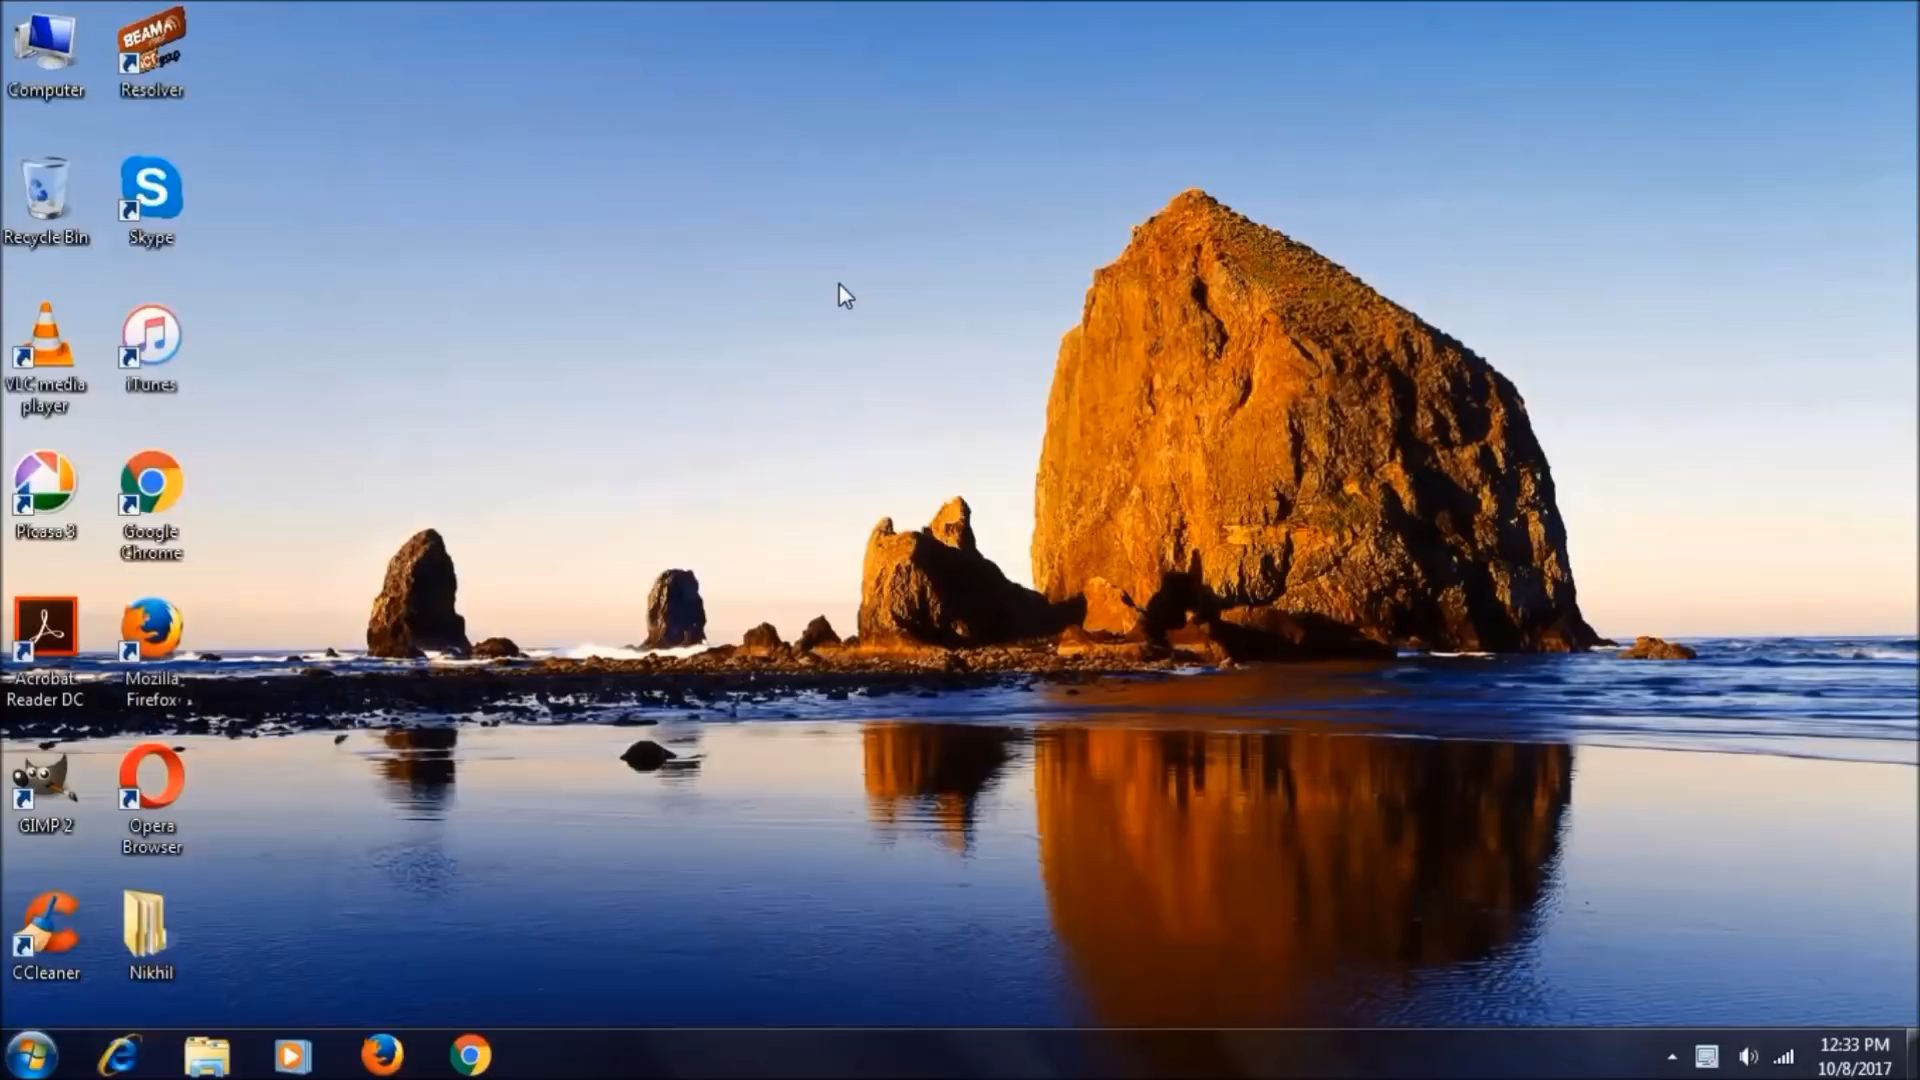 Computer
BEAM
Resolver
Recycle Bin
S
Skype
VLC media
player
iTunes
Picasa 3
Google
Chrome
Acrobat
Reader DC
Mozilla
Firefox
GIMP 2
Opera
Browser
CCleaner
Nikhil
12:33 PM
10/8/2017